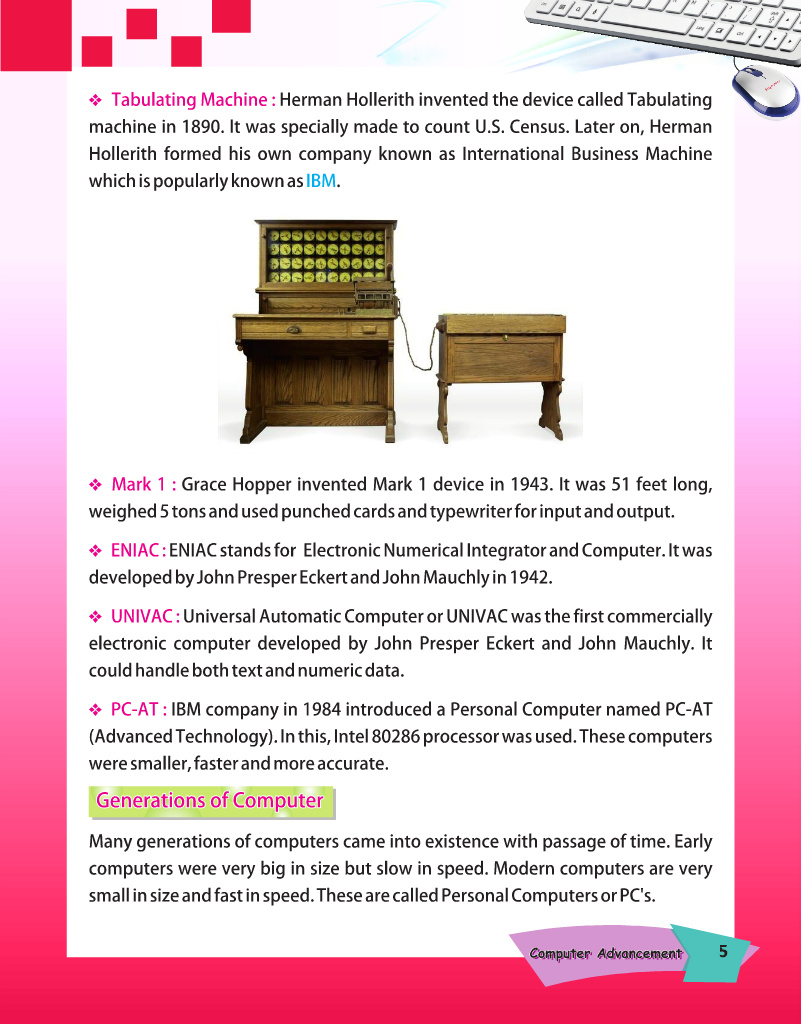 ❖ Tabulating Machine : Herman Hollerith invented the device called Tabulating
machine in 1890. It was specially made to count U.S. Census. Later on, Herman
Hollerith formed his own company known as International Business Machine
which is popularly known as IBM.
❖ Mark 1 : Grace Hopper invented Mark 1 device in 1943. It was 51 feet long,
weighed 5 tons and used punched cards and typewriter for input and output.
❖ ENIAC : ENIAC stands for Electronic Numerical Integrator and Computer. It was
developed by John Presper Eckert and John Mauchly in 1942.
❖ UNIVAC : Universal Automatic Computer or UNIVAC was the first commercially
electronic computer developed by John Presper Eckert and John Mauchly. It
could handle both text and numeric data.
❖ PC-AT : IBM company in 1984 introduced a Personal Computer named PC-AT
(Advanced Technology). In this, Intel 80286 processor was used. These computers
were smaller, faster and more accurate.
Generations of Computer
Many generations of computers came into existence with passage of time. Early
computers were very big in size but slow in speed. Modern computers are very
small in size and fast in speed. These are called Personal Computers or PC's.
Computer Advancement 5